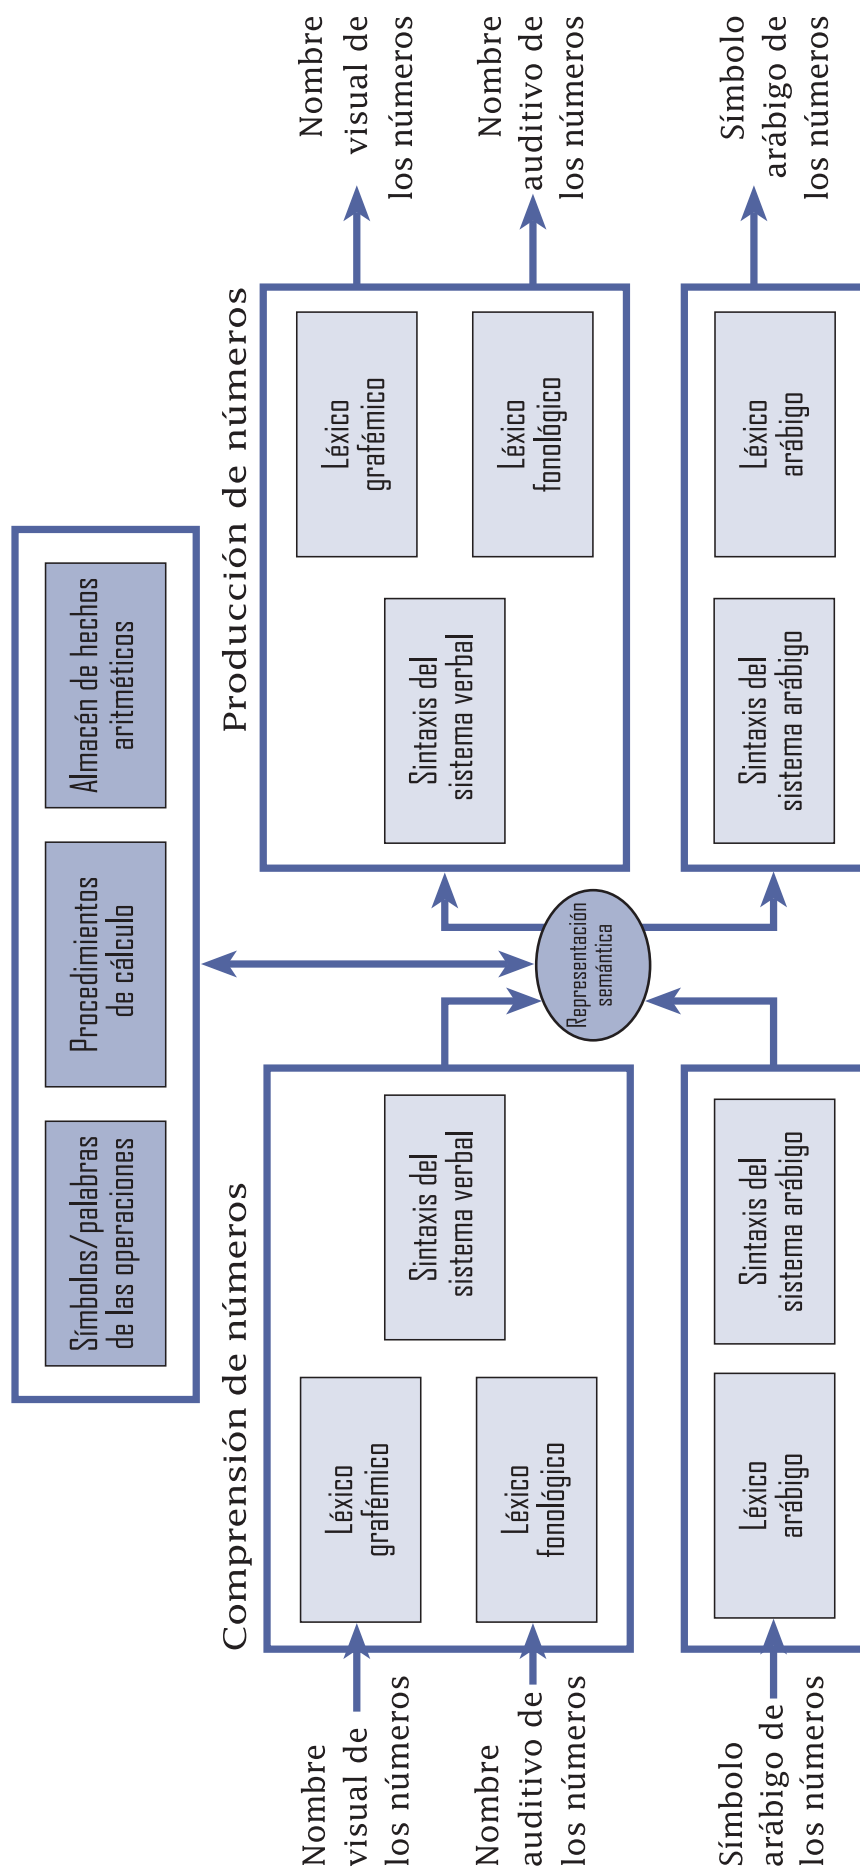 Símbolos/palabras
de las operaciones
Procedimientos
de cálculo
Almacén de hechos
aritméticos
Comprensión de números
Producción de números
Nombre
visual de
los números
Léxico
grafémico
Nombre
auditivo de
los números
Léxico
fonológico
Sintaxis del
sistema verbal
Representación
semántica
Sintaxis del
sistema verbal
Léxico
grafémico
Nombre
visual de
los números
Léxico
fonológico
Nombre
auditivo de
los números
Símbolo
arábigo de
los números
Léxico
arábigo
Sintaxis del
sistema arábigo
Sintaxis del
sistema arábigo
Léxico
arábigo
Símbolo
arábigo de
los números